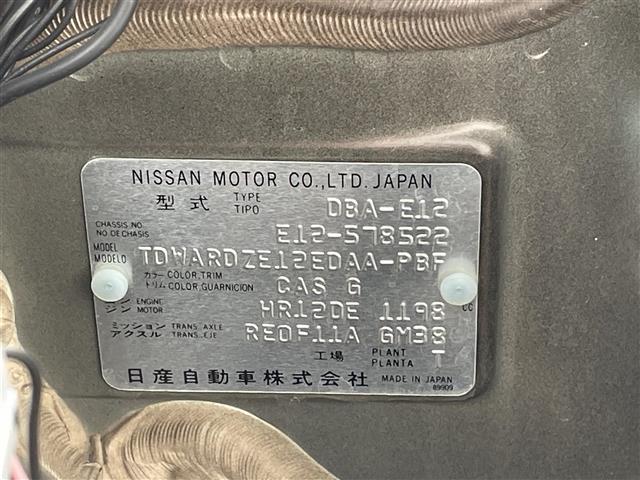 NISSAN MOTOR CO.,LTD. JAPAN
型式 TYPE TIPO DBA-E12
CHASSIS NO. NO DE CHASIS E12-578522
MODEL MODELO TDWARDZE12EDAA-PBF
カラー COLOR,TRIM トリム COLOR,GUARNICION CAS G
ジン ENGINE MOTOR HR12DE 1198 CC
ミッション TRANS. アクスル TRANS. AXLE EJE RE0F11A GM38
工場 PLANT PLANTA T
日産自動車株式会社 MADE IN JAPAN
89909